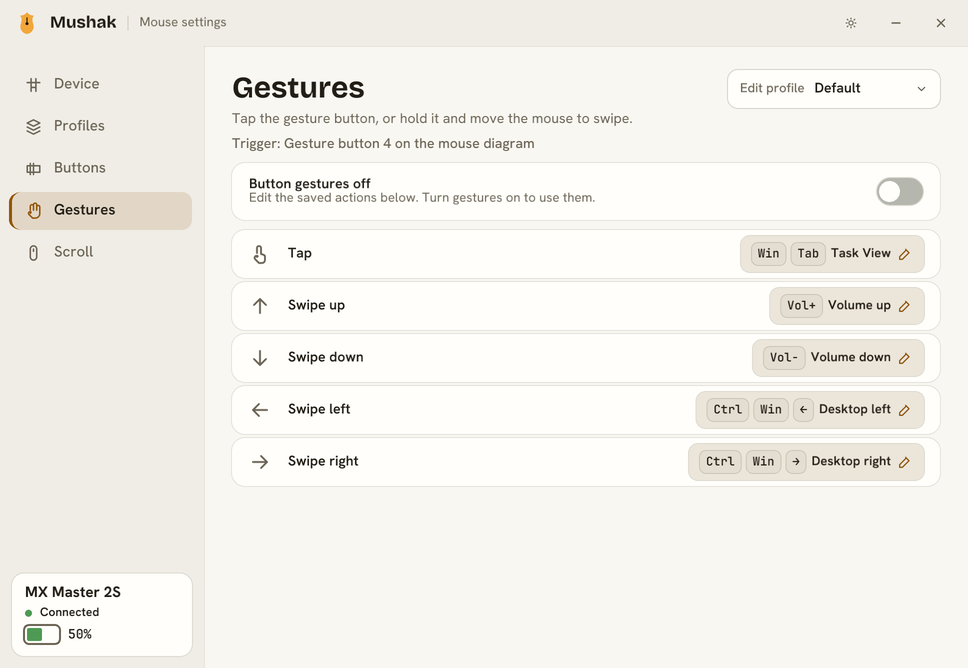 Mushak | Mouse settings
Device
Profiles
Buttons
Gestures
Scroll
MX Master 2S
Connected
50%
Gestures
Edit profile Default
Tap the gesture button, or hold it and move the mouse to swipe.
Trigger: Gesture button 4 on the mouse diagram
Button gestures off
Edit the saved actions below. Turn gestures on to use them.
Tap Win Tab Task View
Swipe up Vol+ Volume up
Swipe down Vol- Volume down
Swipe left Ctrl Win ← Desktop left
Swipe right Ctrl Win → Desktop right